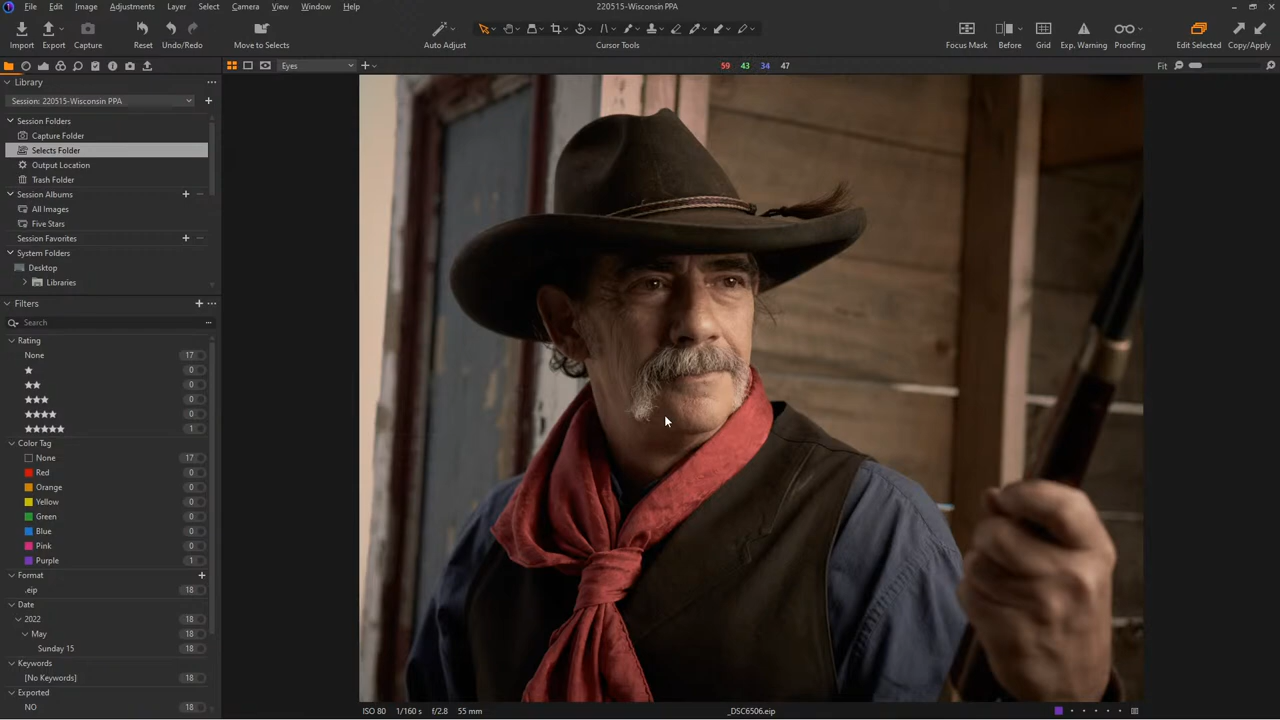 File Edit Image Adjustments Layer Select Camera View Window Help
220515-Wisconsin PPA
Import Export Capture Reset Undo/Redo Move to Selects Auto Adjust Cursor Tools Focus Mask Before Grid Exp. Warning Proofing Edit Selected Copy/Apply
Eyes 59 43 34 47 Fit
Library
Session: 220515-Wisconsin PPA
Session Folders
Capture Folder
Selects Folder
Output Location
Trash Folder
Session Albums
All Images
Five Stars
Session Favorites
System Folders
Desktop
Libraries
Filters
Search
Rating
None 17
0
0
0
0
1
Color Tag
None 17
Red 0
Orange 0
Yellow 0
Green 0
Blue 0
Pink 0
Purple 1
Format
.eip 18
Date
2022 18
May 18
Sunday 15 18
Keywords
[No Keywords] 18
Exported
NO 18
ISO 80 1/160 s f/2.8 55 mm _DSC6506.eip